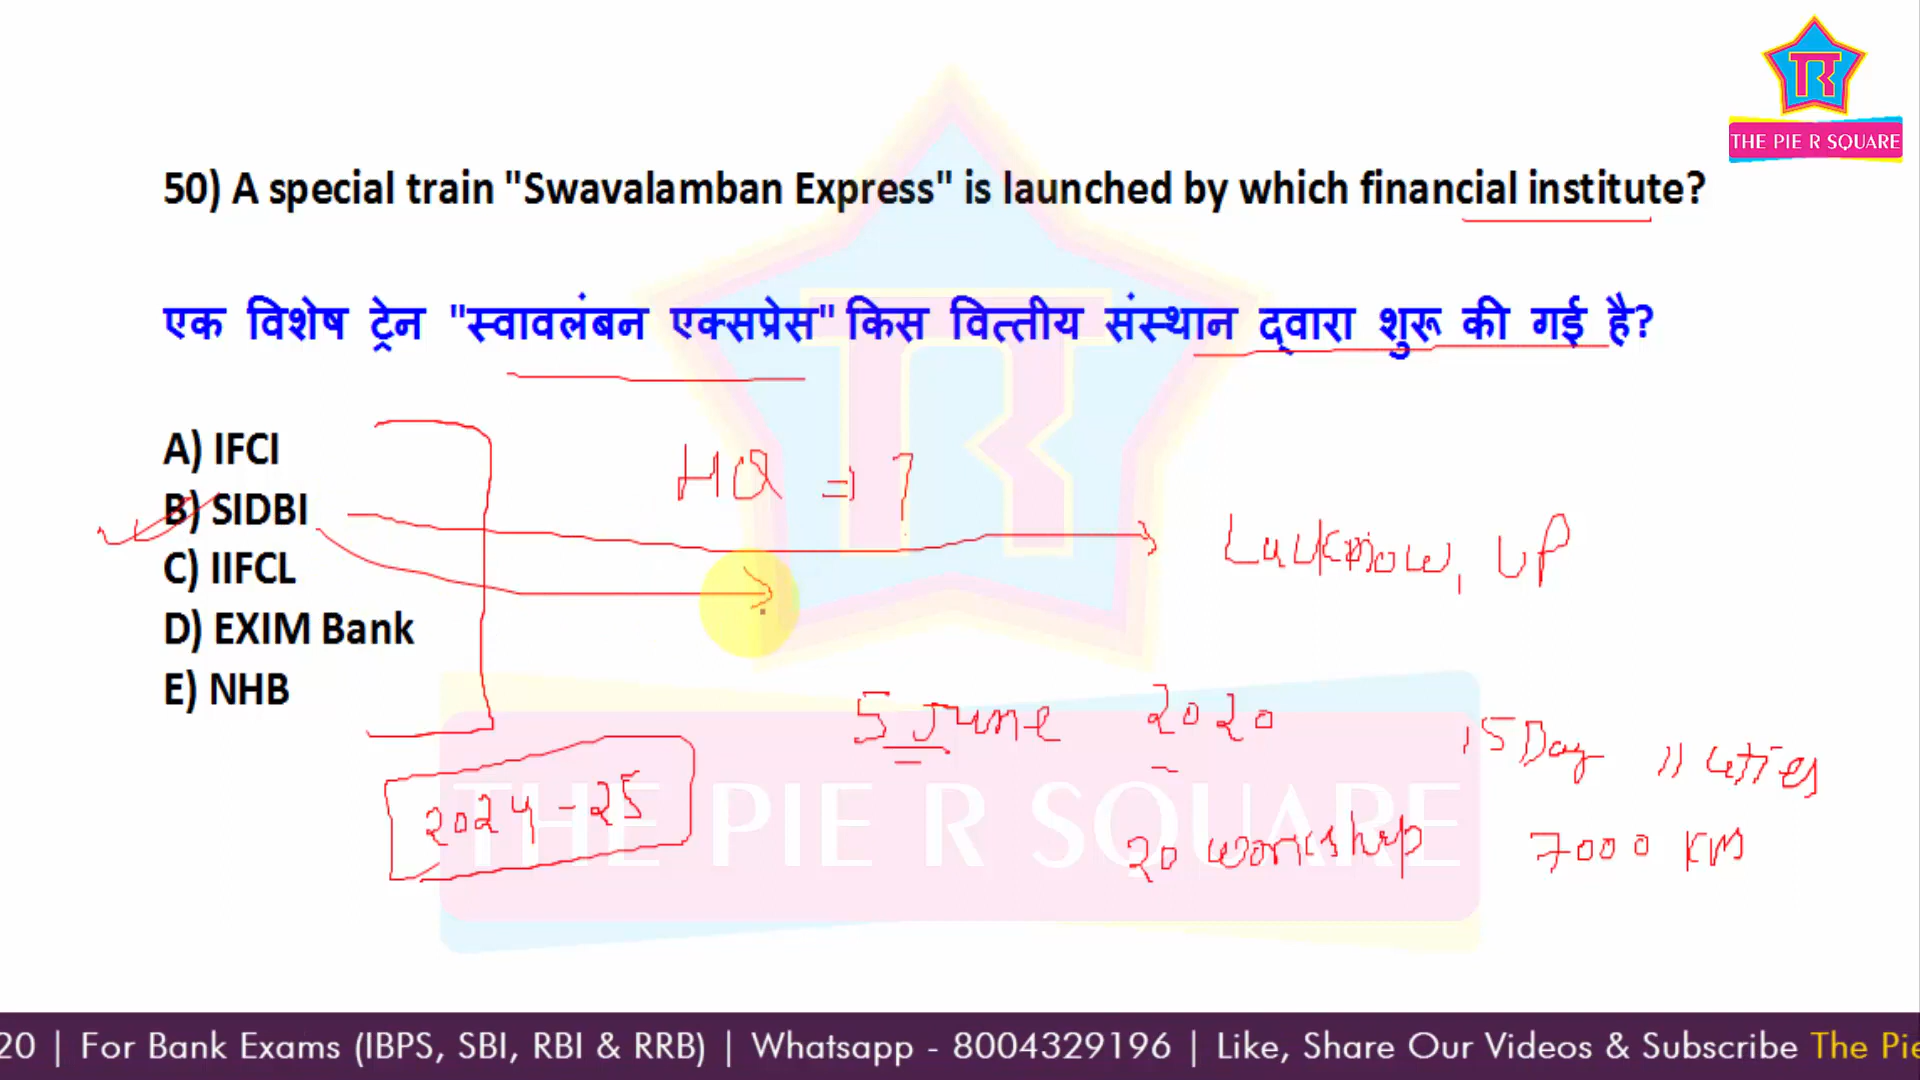 THE PIE R SQUARE
50) A special train "Swavalamban Express" is launched by which financial institute?
एक विशेष ट्रेन "स्वावलंबन एक्सप्रेस" किस वित्तीय संस्थान द्वारा शुरू की गई है?
A) IFCI
B) SIDBI
C) IIFCL
D) EXIM Bank
E) NHB
HQ = ?
Lucknow, UP
5 June 2020
15 Day 11 cities
2024-25
20 workshop 7000 KM
THE PIE R SQUARE
20 | For Bank Exams (IBPS, SBI, RBI & RRB) | Whatsapp - 8004329196 | Like, Share Our Videos & Subscribe The Pie